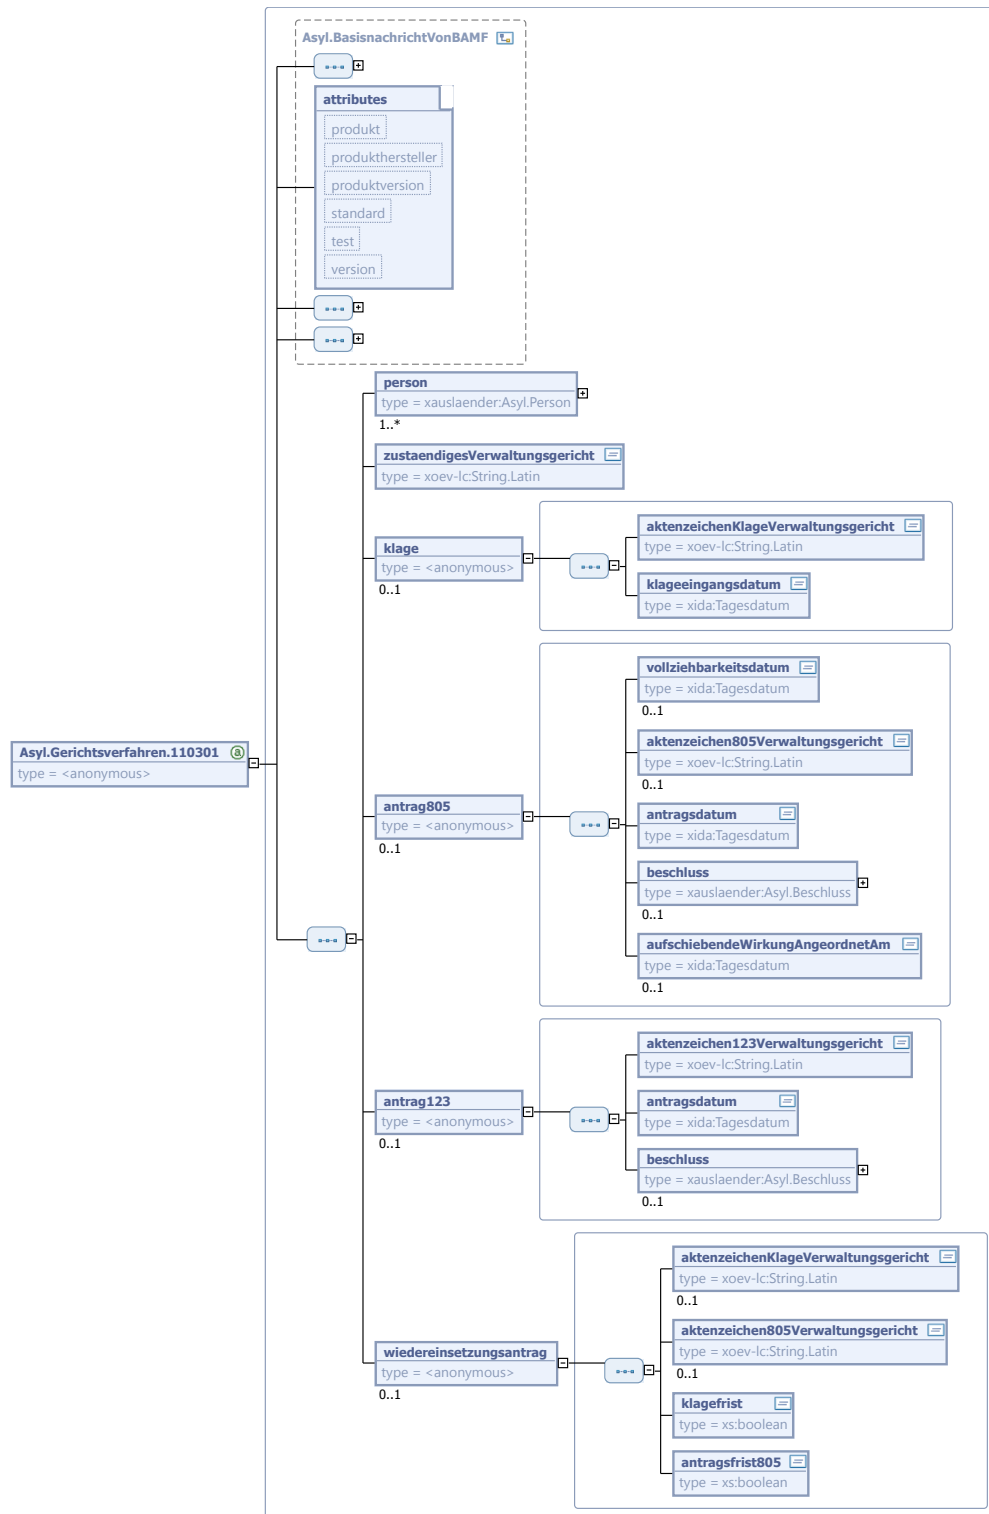 Asyl.BasisnachrichtVonBAMF
attributes
produkt
produkthersteller
produktversion
standard
test
version
person
type = xauslaender:Asyl.Person
1..*
zustaendigesVerwaltungsgericht
type = xoev-lc:String.Latin
klage
type = <anonymous>
0..1
aktenzeichenKlageVerwaltungsgericht
type = xoev-lc:String.Latin
klageeingangsdatum
type = xida:Tagesdatum
Asyl.Gerichtsverfahren.110301
type = <anonymous>
antrag805
type = <anonymous>
0..1
vollziehbarkeitsdatum
type = xida:Tagesdatum
0..1
aktenzeichen805Verwaltungsgericht
type = xoev-lc:String.Latin
0..1
antragsdatum
type = xida:Tagesdatum
beschluss
type = xauslaender:Asyl.Beschluss
0..1
aufschiebendeWirkungAngeordnetAm
type = xida:Tagesdatum
0..1
antrag123
type = <anonymous>
0..1
aktenzeichen123Verwaltungsgericht
type = xoev-lc:String.Latin
antragsdatum
type = xida:Tagesdatum
beschluss
type = xauslaender:Asyl.Beschluss
0..1
wiedereinsetzungsantrag
type = <anonymous>
0..1
aktenzeichenKlageVerwaltungsgericht
type = xoev-lc:String.Latin
0..1
aktenzeichen805Verwaltungsgericht
type = xoev-lc:String.Latin
0..1
klagefrist
type = xs:boolean
antragsfrist805
type = xs:boolean